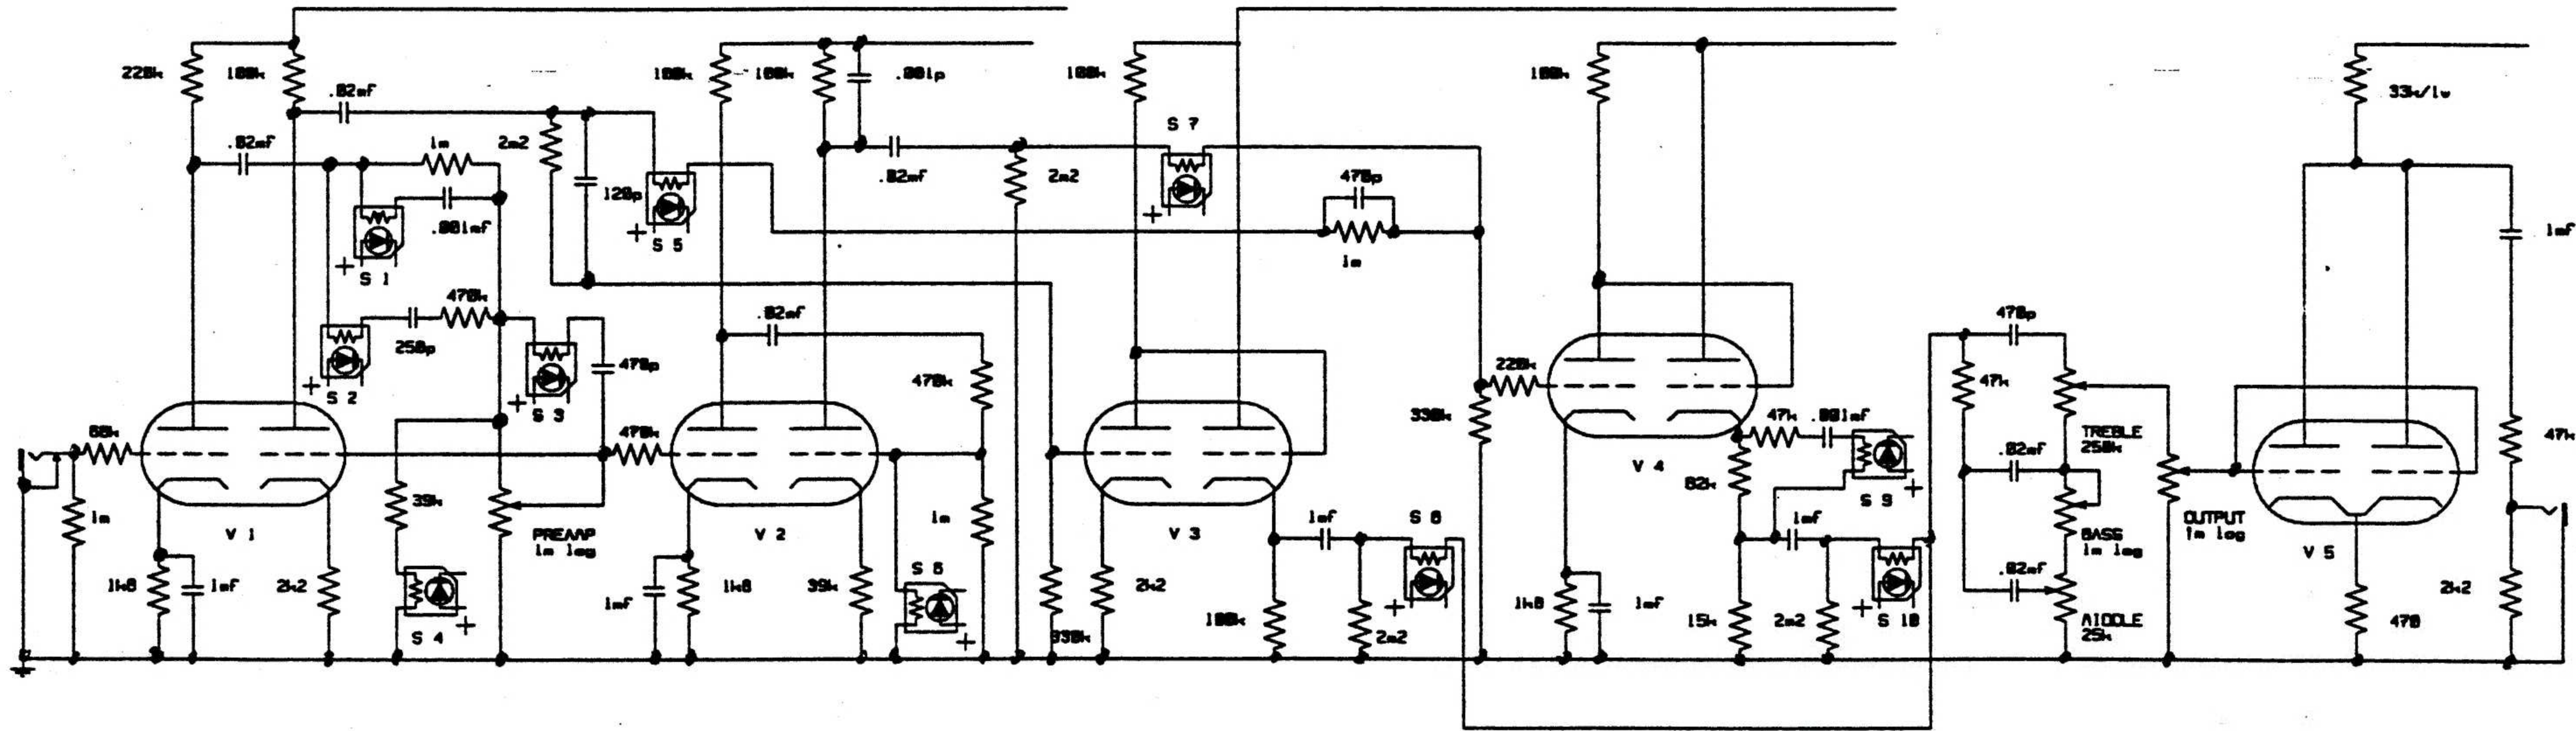 220k
100k
.02mf
.02mf
1m
2m2
120p
.001mf
+
S 1
470k
250p
+
S 2
+
S 3
470p
68k
1m
V 1
1k8
1mf
2k2
39k
S 4
+
PREAMP
1m log
100k
100k
.001p
.02mf
2m2
+
S 5
.02mf
470k
470k
1m
V 2
1mf
1k8
39k
S 6
+
100k
S 7
+
470p
1m
330k
V 3
2k2
100k
1mf
2m2
S 8
+
100k
220k
330k
V 4
1k8
1mf
47k
.001mf
S 9
+
82k
15k
1mf
2m2
+
S 10
470p
47k
.02mf
.02mf
TREBLE
250k
BASS
1m log
MIDDLE
25k
OUTPUT
1m log
33k/1w
V 5
470
1mf
47k
2k2